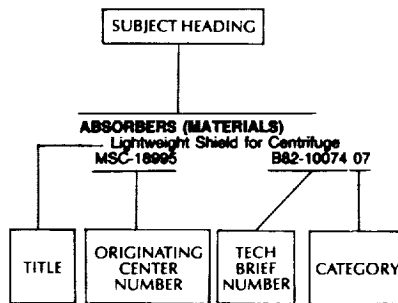 SUBJECT HEADING
ABSORBERS (MATERIALS)
Lightweight Shield for Centrifuge
MSC-18995 B82-10074 07
TITLE
ORIGINATING
CENTER
NUMBER
TECH
BRIEF
NUMBER
CATEGORY